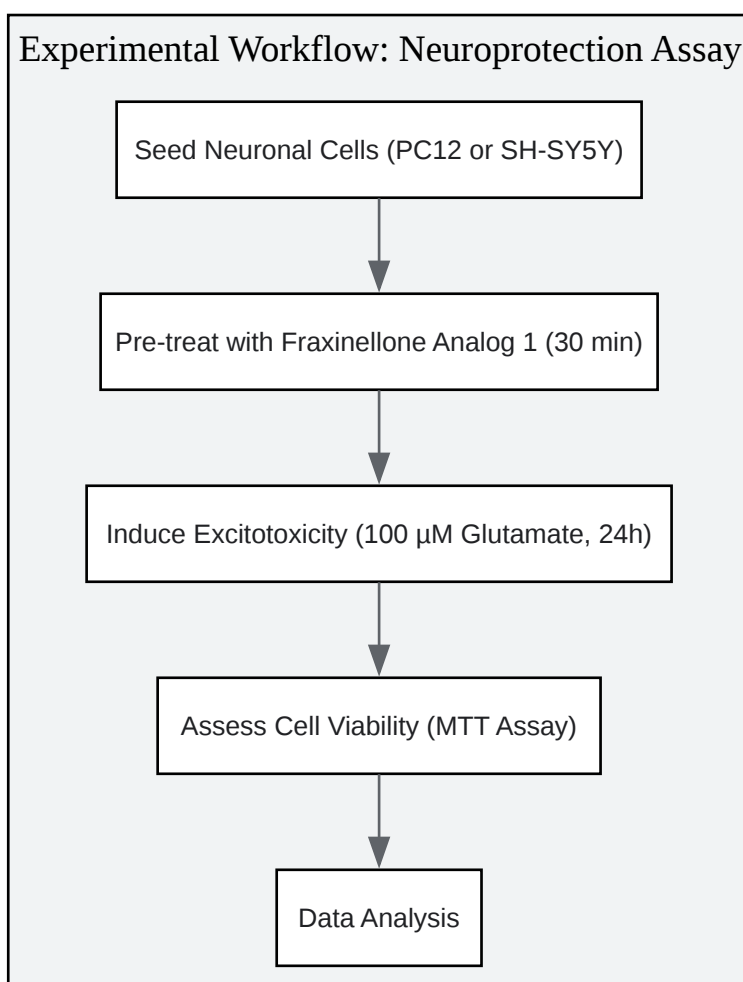 Experimental Workflow: Neuroprotection Assay
Seed Neuronal Cells (PC12 or SH-SY5Y)
Pre-treat with Fraxinellone Analog 1 (30 min)
Induce Excitotoxicity (100 µM Glutamate, 24h)
Assess Cell Viability (MTT Assay)
Data Analysis